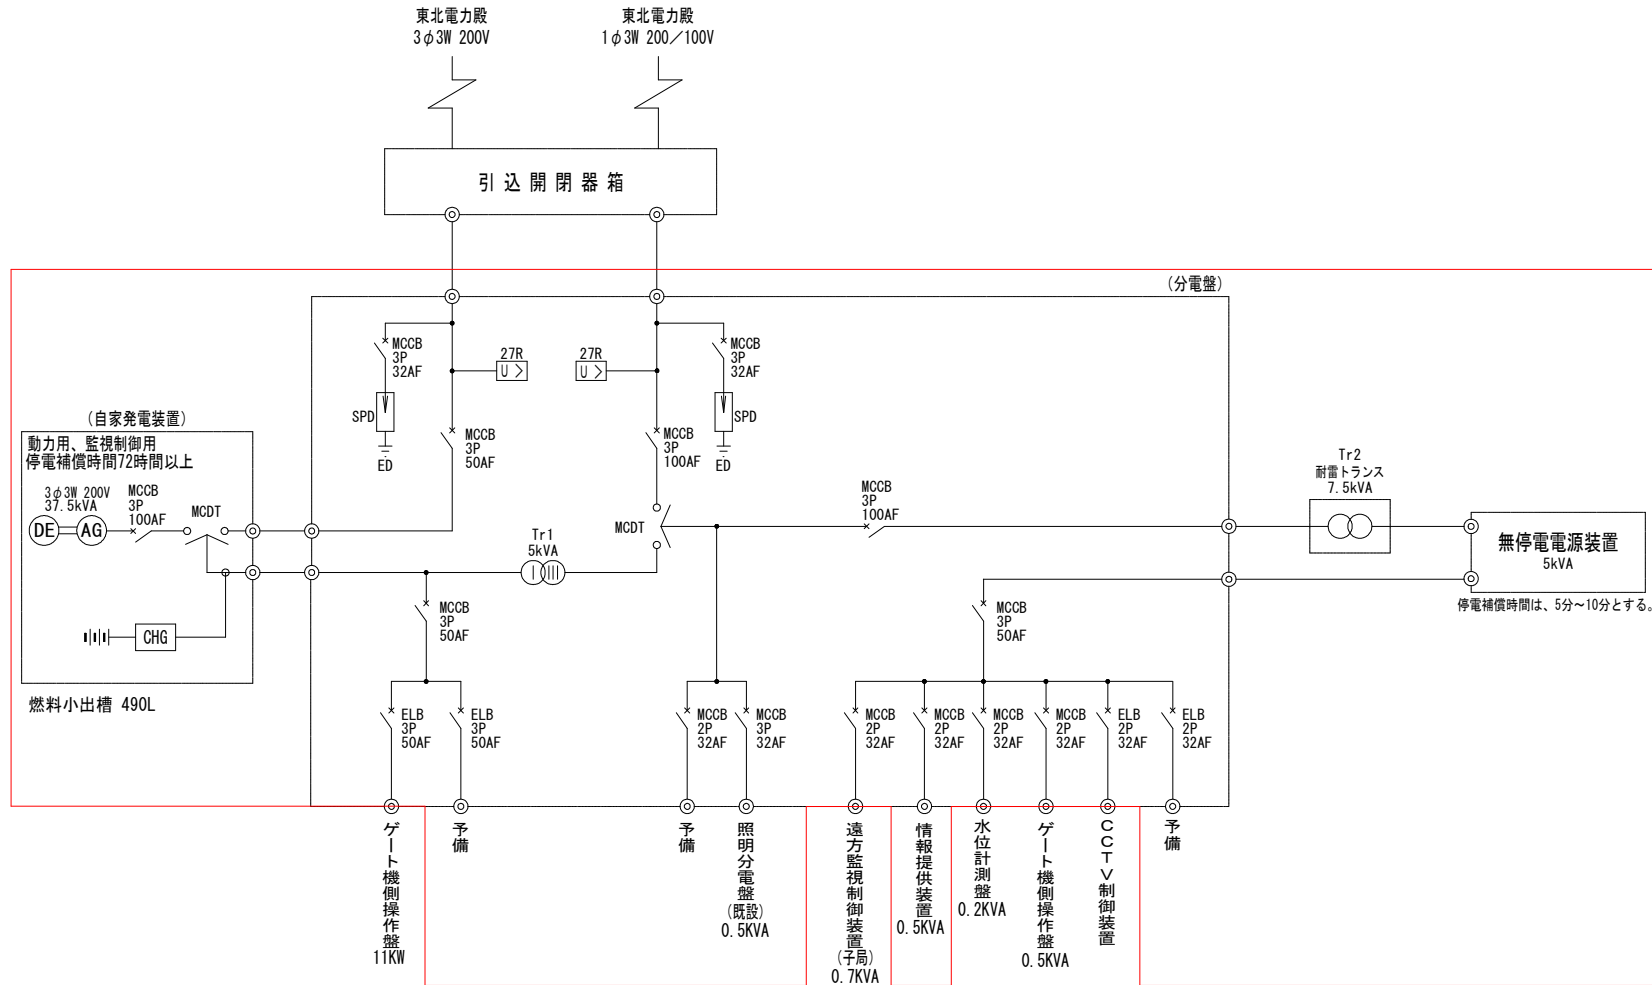 東北電力殿
3φ3W 200V
東北電力殿
1φ3W 200／100V
引込開閉器箱
(分電盤)
MCCB
3P
32AF
SPD
ED
27R
U >
MCCB
3P
50AF
27R
U >
MCCB
3P
100AF
MCCB
3P
32AF
SPD
ED
(自家発電装置)
動力用、監視制御用
停電補償時間72時間以上
3φ3W 200V
37.5kVA
DE
AG
MCCB
3P
100AF
MCDT
CHG
燃料小出槽 490L
Tr1
5kVA
MCDT
MCCB
3P
100AF
Tr2
耐雷トランス
7.5kVA
無停電電源装置
5kVA
停電補償時間は、5分～10分とする。
MCCB
3P
50AF
MCCB
3P
50AF
ELB
3P
50AF
ELB
3P
50AF
MCCB
2P
32AF
MCCB
3P
32AF
MCCB
2P
32AF
MCCB
2P
32AF
MCCB
2P
32AF
MCCB
2P
32AF
ELB
2P
32AF
ELB
2P
32AF
ゲート機側操作盤
11KW
予備
予備
照明分電盤
(既設)
0.5KVA
遠方監視制御装置
(子局)
0.7KVA
情報提供装置
0.5KVA
水位計測盤
0.2KVA
ゲート機側操作盤
0.5KVA
CCTV制御装置
予備